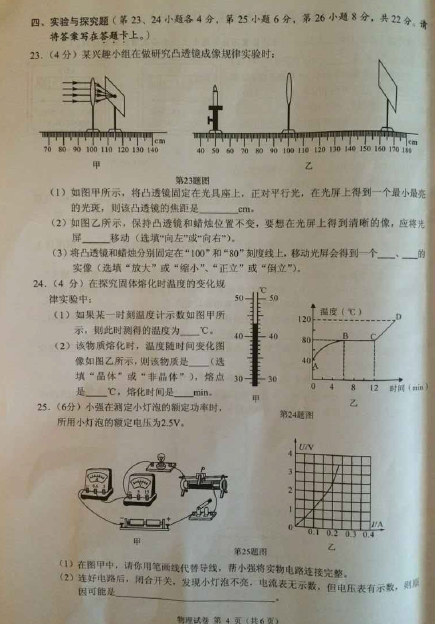 四、实验与探究题(第23、24小题各4分,第25小题6分,第26小题8分,共22分。请
将答案写在答题卡上。)
23.(4分)某兴趣小组在做研究凸透镜成像规律实验时:
70 80 90 100 110 120 130 140 cm
40 50 60 70 80 90 100 110 120 130 140 150 160 170 180 cm
甲
乙
第23题图
(1)如图甲所示,将凸透镜固定在光具座上,正对平行光,在光屏上得到一个最小最亮
的光斑,则该凸透镜的焦距是______cm。
(2)如图乙所示,保持凸透镜和蜡烛位置不变,要想在光屏上得到清晰的像,应将光
屏____移动(选填“向左”或“向右”)。
(3)将凸透镜和蜡烛分别固定在“100”和“80”刻度线上,移动光屏会得到一个___、___的
实像(选填“放大”或“缩小”、“正立”或“倒立”)。
24.(4分)在探究固体熔化时温度的变化规
律实验中:
(1)如果某一时刻温度计示数如图甲所
示,则此时测得的温度为____℃。
(2)该物质熔化时,温度随时间变化图
像如图乙所示,则物质是____(选
填“晶体”或“非晶体”),熔点
是____℃,熔化时间是____min。
℃
50 50
40 40
30 30
甲
温度(℃)
120
80
40
A B C D
0 4 8 12 时间(min)
乙
第24题图
25.(6分)小强在测定小灯泡的额定功率时,
所用小灯泡的额定电压为2.5V。
甲
U/V
4
3
2
1
0 0.1 0.2 0.3 0.4 I/A
乙
第25题图
(1)在图甲中,请你用笔画线代替导线,帮小强将实物电路连接完整。
(2)连好电路后,闭合开关,发现小灯泡不亮,电流表无示数,但电压表有示数,则原
因可能是______________________。
物理试卷 第 4 页(共6页)